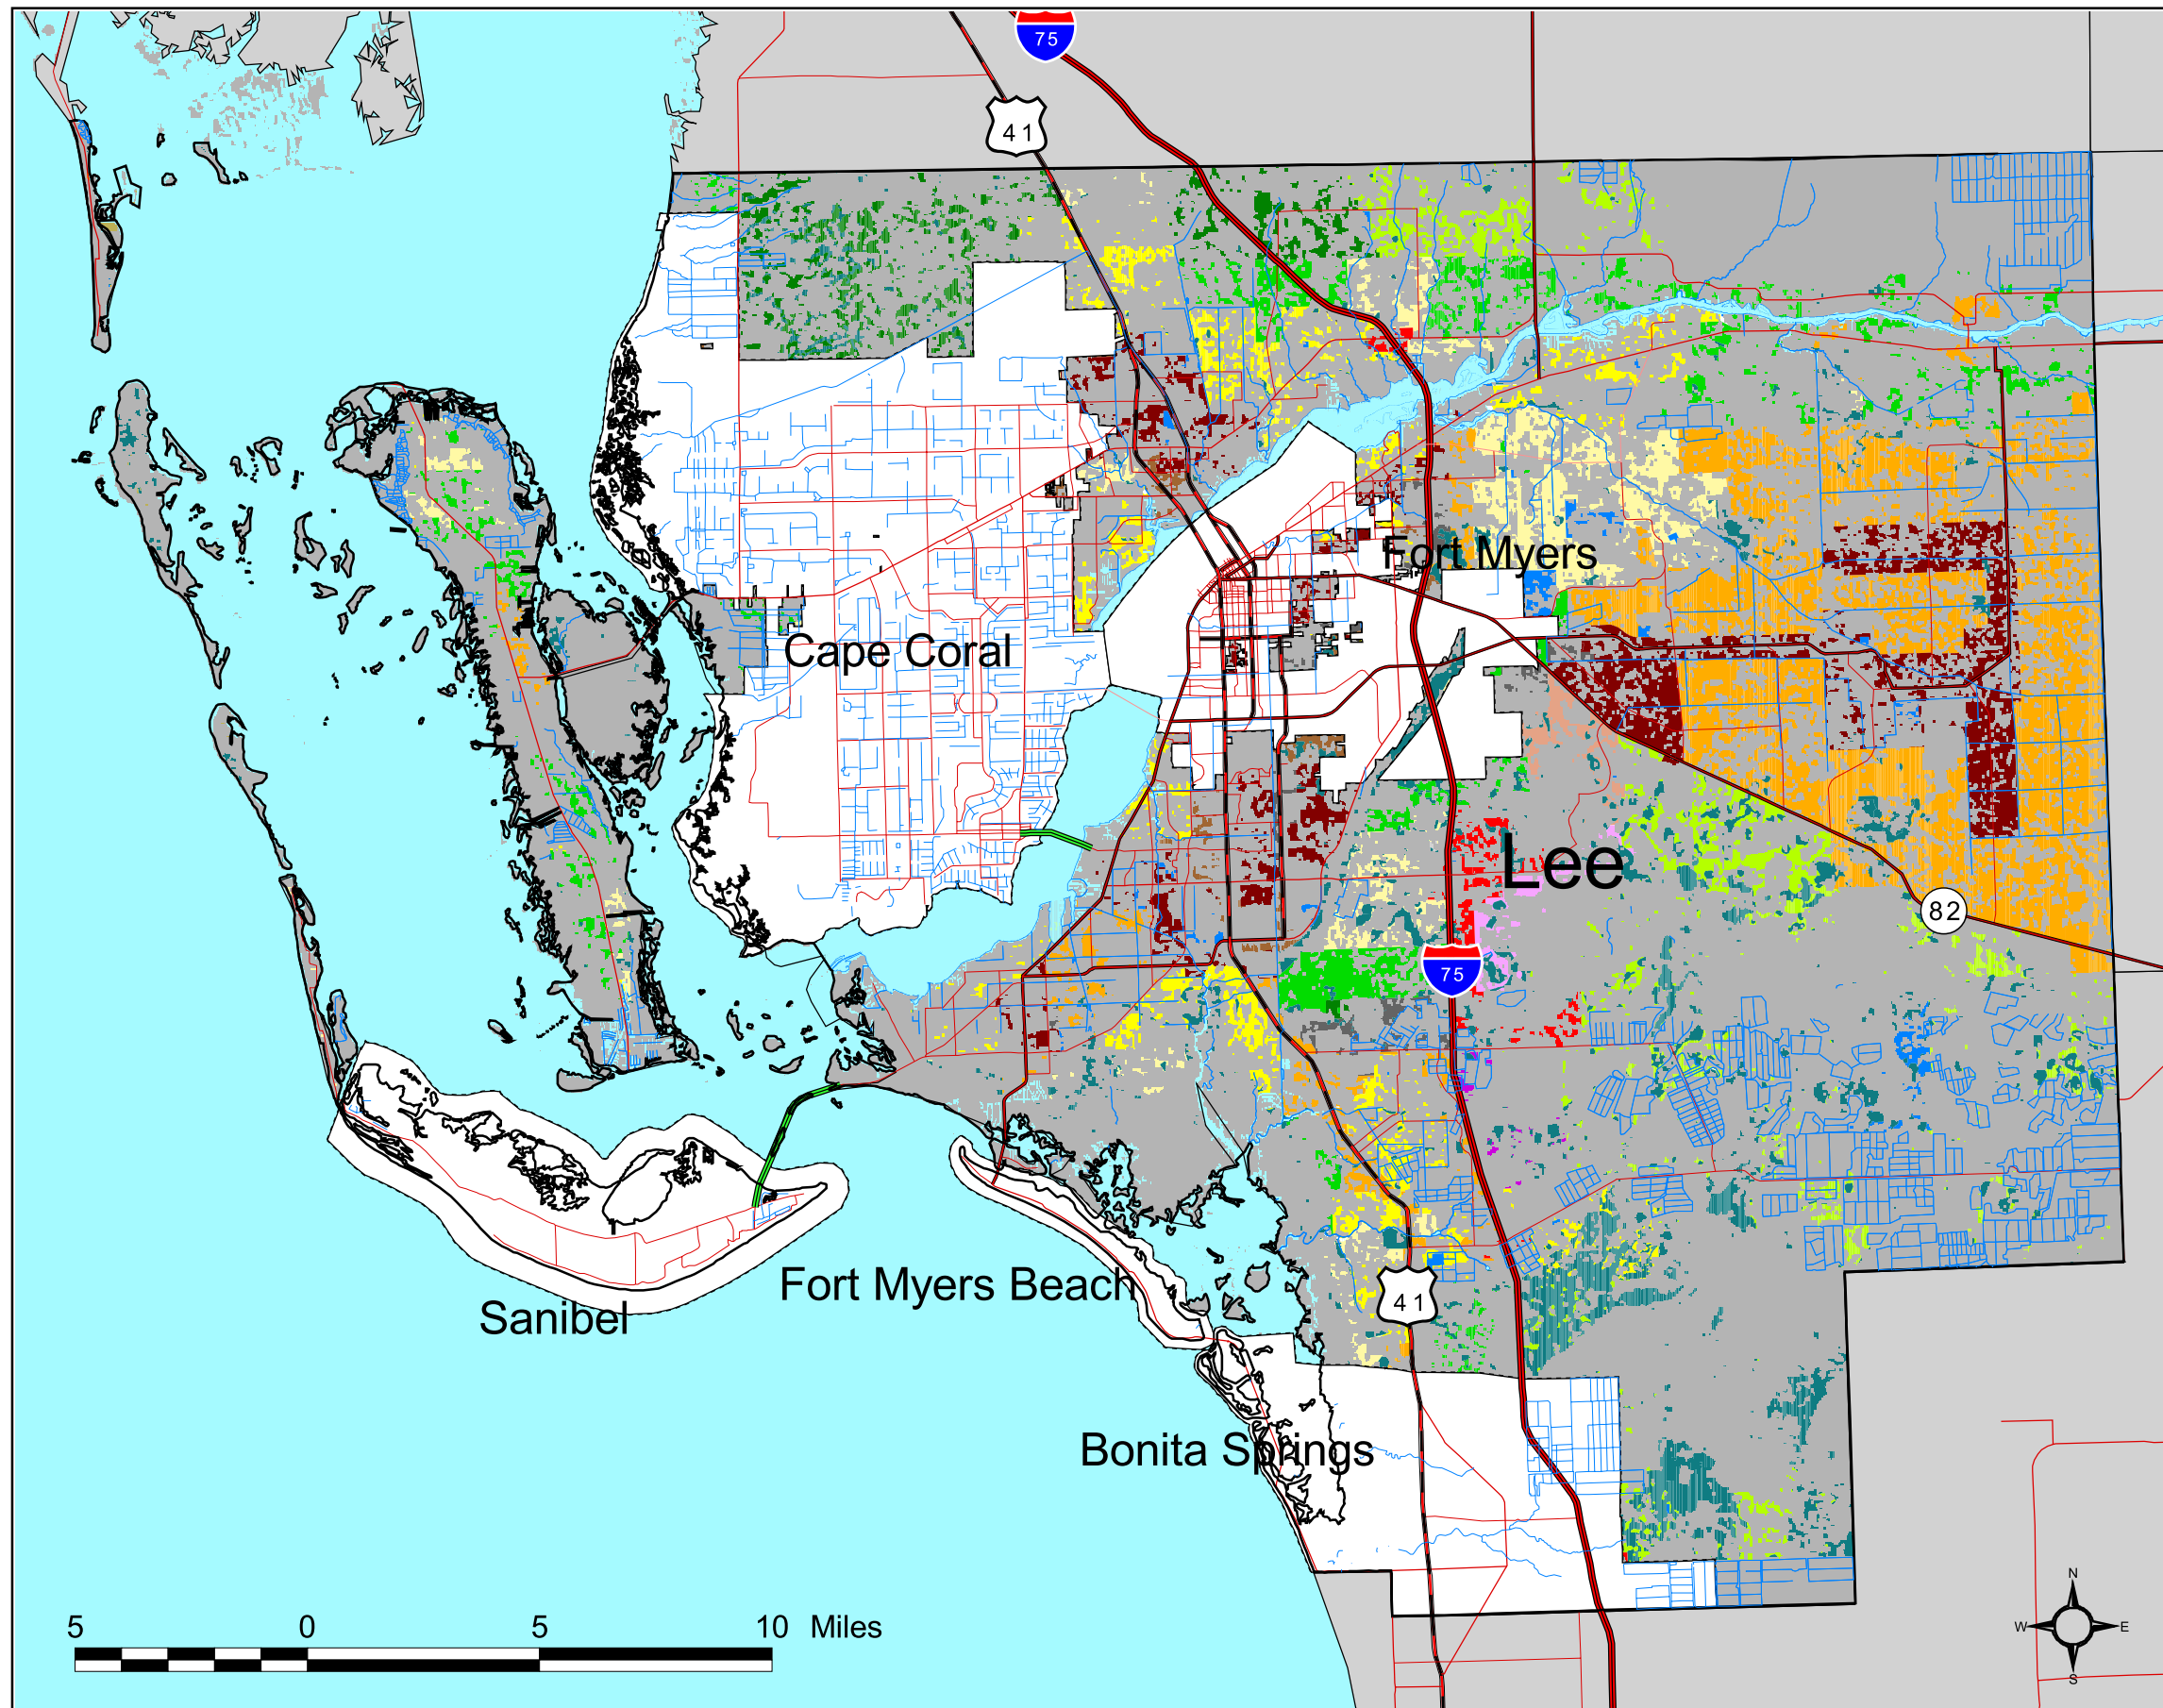 75
41
Fort Myers
Cape Coral
Lee
82
75
Fort Myers Beach
41
Sanibel
Bonita Springs
N
W E
S
5 0 5 10 Miles